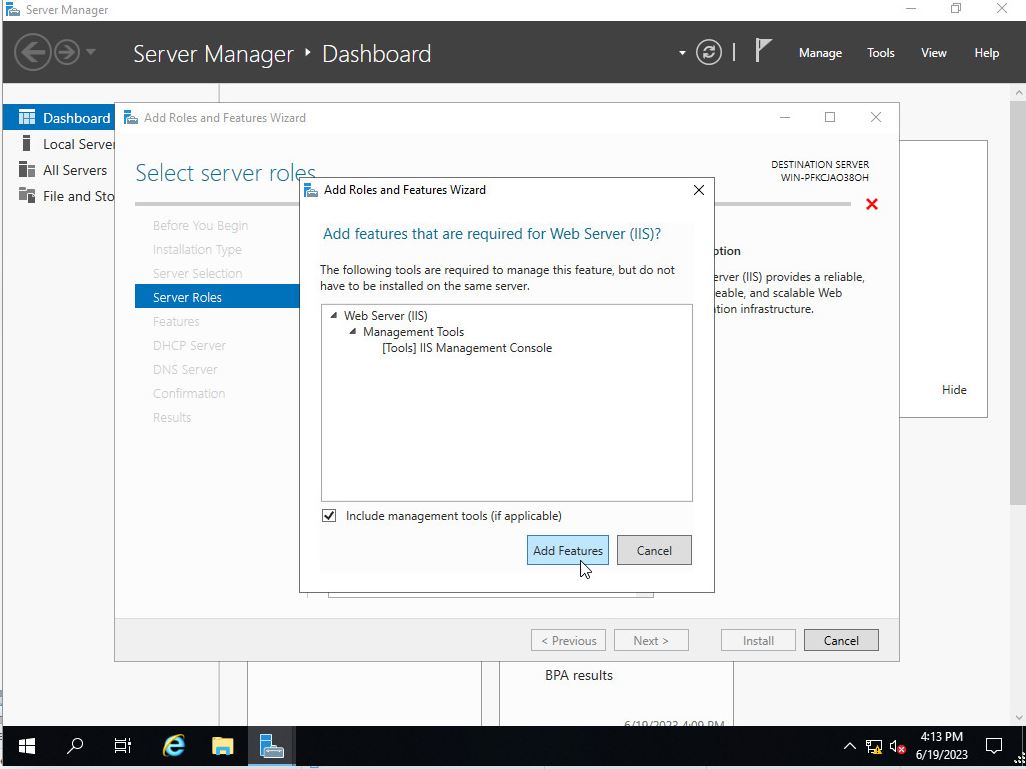 Server Manager
Server Manager ‣ Dashboard
Manage Tools View Help
Dashboard
Local Server
All Servers
File and Sto
Add Roles and Features Wizard
Select server roles
DESTINATION SERVER
WIN-PFKCJAO38OH
Before You Begin
Installation Type
Server Selection
Server Roles
Features
DHCP Server
DNS Server
Confirmation
Results
Add Roles and Features Wizard
Add features that are required for Web Server (IIS)?
The following tools are required to manage this feature, but do not
have to be installed on the same server.
Web Server (IIS)
Management Tools
[Tools] IIS Management Console
Include management tools (if applicable)
Add Features Cancel
ption
erver (IIS) provides a reliable,
eable, and scalable Web
tion infrastructure.
Hide
< Previous Next > Install Cancel
BPA results
6/19/2023 4:09 PM
4:13 PM
6/19/2023